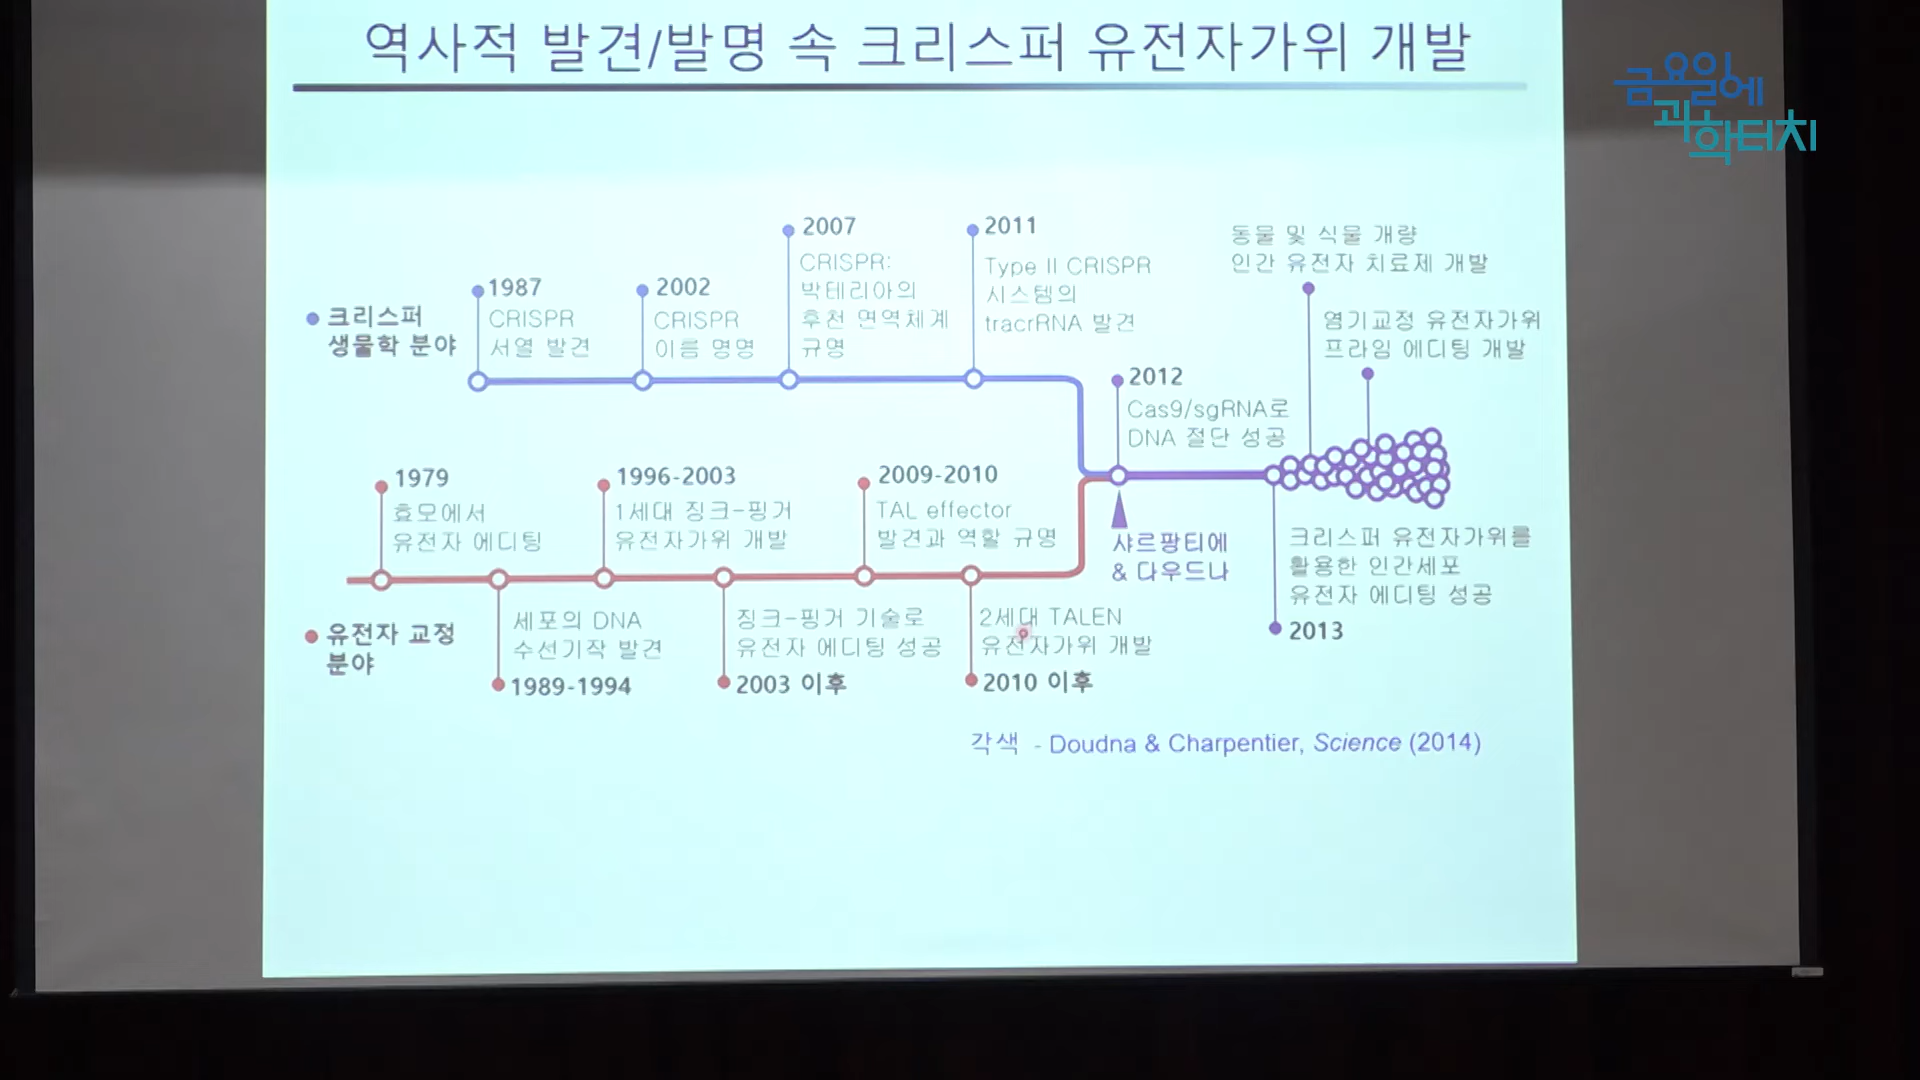 역사적 발견/발명 속 크리스퍼 유전자가위 개발
금요일에
과학터치
크리스퍼
생물학 분야
1987
CRISPR
서열 발견
2002
CRISPR
이름 명명
2007
CRISPR:
박테리아의
후천 면역체계
규명
2011
Type II CRISPR
시스템의
tracrRNA 발견
동물 및 식물 개량
인간 유전자 치료제 개발
염기교정 유전자가위
프라임 에디팅 개발
2012
Cas9/sgRNA로
DNA 절단 성공
1979
효모에서
유전자 에디팅
1996-2003
1세대 징크-핑거
유전자가위 개발
2009-2010
TAL effector
발견과 역할 규명
샤르팡티에
& 다우드나
크리스퍼 유전자가위를
활용한 인간세포
유전자 에디팅 성공
2013
유전자 교정
분야
세포의 DNA
수선기작 발견
1989-1994
징크-핑거 기술로
유전자 에디팅 성공
2003 이후
2세대 TALEN
유전자가위 개발
2010 이후
각색 - Doudna & Charpentier, Science (2014)